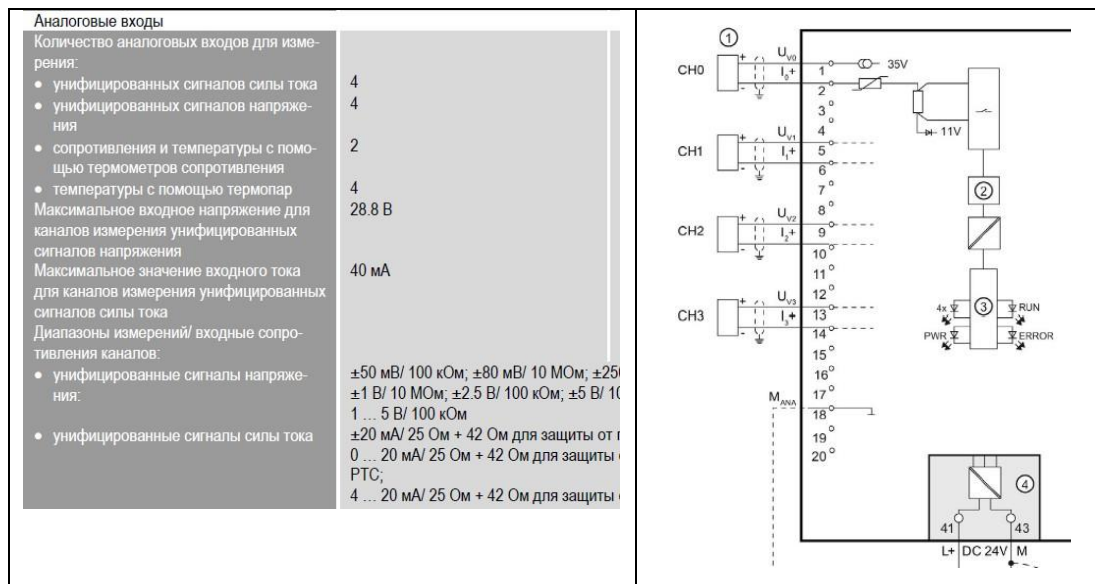 Аналоговые входы
Количество аналоговых входов для изме-
рения:
• унифицированных сигналов силы тока 4
• унифицированных сигналов напряже- 4
ния
• сопротивления и температуры с помо- 2
щью термометров сопротивления
• температуры с помощью термопар 4
Максимальное входное напряжение для 28.8 В
каналов измерения унифицированных
сигналов напряжения
Максимальное значение входного тока 40 мА
для каналов измерения унифицированных
сигналов силы тока
Диапазоны измерений/ входные сопро-
тивления каналов:
• унифицированные сигналы напряже- ±50 мВ/ 100 кОм; ±80 мВ/ 10 МОм; ±250
ния: ±1 В/ 10 МОм; ±2.5 В/ 100 кОм; ±5 В/ 10
1 … 5 В/ 100 кОм
• унифицированные сигналы силы тока ±20 мА/ 25 Ом + 42 Ом для защиты от
0 … 20 мА/ 25 Ом + 42 Ом для защиты
PTC;
4 … 20 мА/ 25 Ом + 42 Ом для защиты
①
CH0 + UV0 1 35V
- I0+ 2
3
4 11V
CH1 + UV1 5
- I1+ 6
7 ②
8
CH2 + UV2 9
- I2+ 10
11
12
CH3 + UV3 13 4x ③ RUN
- I3+ 14
15 PWR ERROR
16
17
MANA 18
19
20
④
41 43
L+ DC 24V M